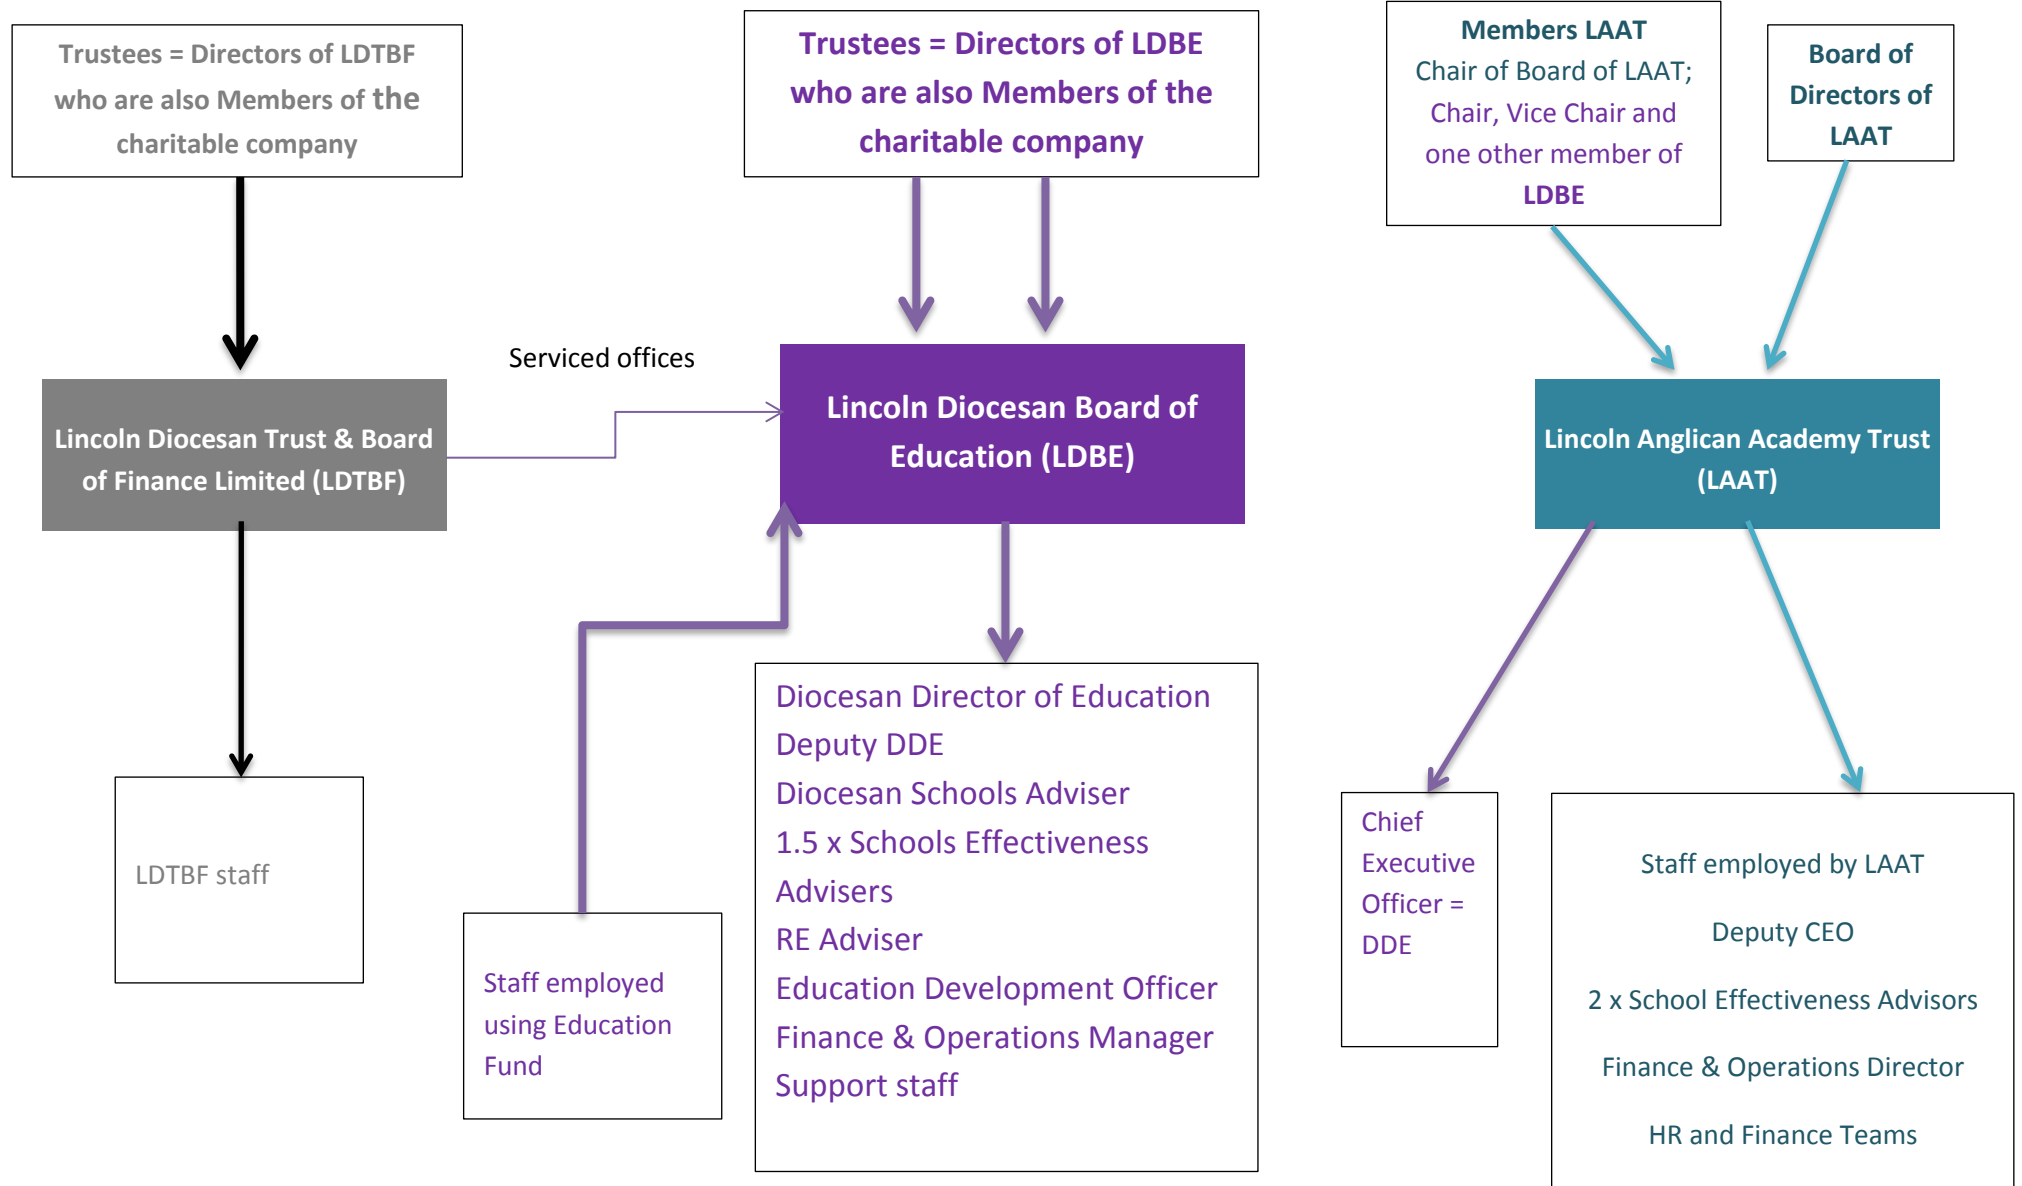 Trustees = Directors of LDTBF
who are also Members of the
charitable company
Trustees = Directors of LDBE
who are also Members of the
charitable company
Members LAAT
Chair of Board of LAAT;
Chair, Vice Chair and
one other member of
LDBE
Board of
Directors of
LAAT
Serviced offices
Lincoln Diocesan Trust & Board
of Finance Limited (LDTBF)
Lincoln Diocesan Board of
Education (LDBE)
Lincoln Anglican Academy Trust
(LAAT)
LDTBF staff
Staff employed
using Education
Fund
Diocesan Director of Education
Deputy DDE
Diocesan Schools Adviser
1.5 x Schools Effectiveness
Advisers
RE Adviser
Education Development Officer
Finance & Operations Manager
Support staff
Chief
Executive
Officer =
DDE
Staff employed by LAAT
Deputy CEO
2 x School Effectiveness Advisors
Finance & Operations Director
HR and Finance Teams